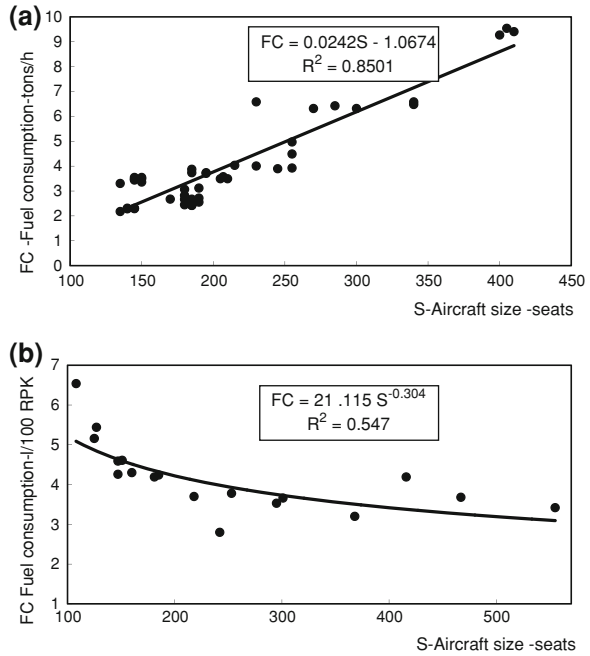 (a)
FC -Fuel consumption-tons/h
10
9
8
7
6
5
4
3
2
1
0
FC = 0.0242S - 1.0674
R² = 0.8501
100 150 200 250 300 350 400 450
S-Aircraft size -seats
(b)
FC Fuel consumption-l/100 RPK
7
6
5
4
3
2
1
FC = 21 .115 S^-0.304
R² = 0.547
100 200 300 400 500
S-Aircraft size -seats